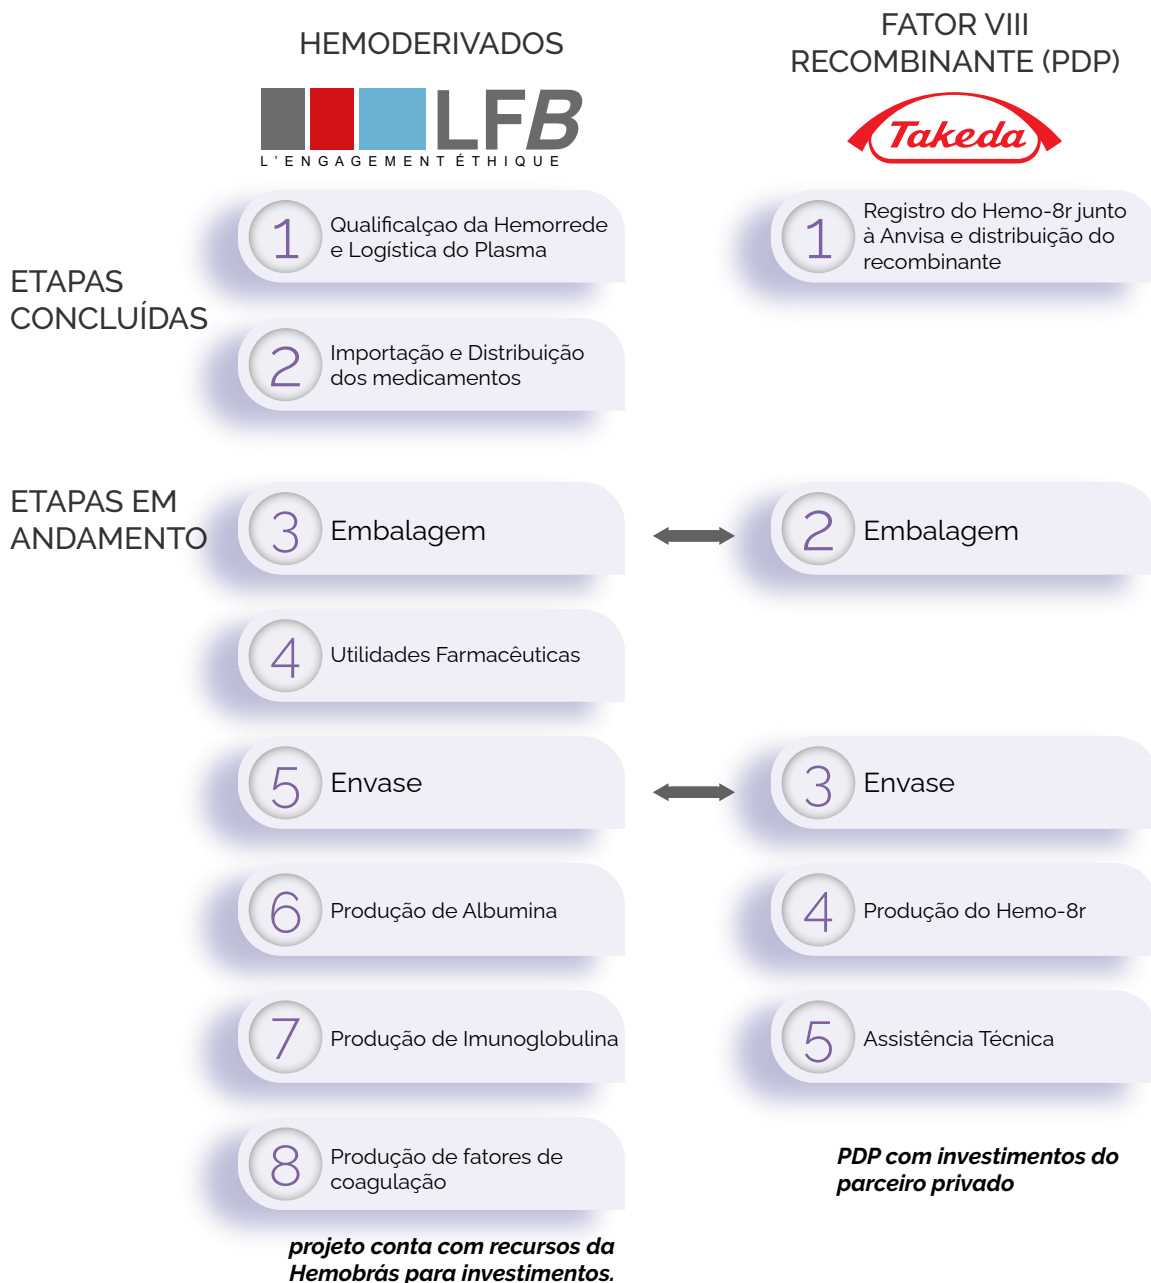 HEMODERIVADOS
LFB
L'ENGAGEMENT ÉTHIQUE
FATOR VIII
RECOMBINANTE (PDP)
Takeda
ETAPAS
CONCLUÍDAS
1
Qualificalçao da Hemorrede
e Logística do Plasma
1
Registro do Hemo-8r junto
à Anvisa e distribuição do
recombinante
2
Importação e Distribuição
dos medicamentos
ETAPAS EM
ANDAMENTO
3
Embalagem
2
Embalagem
4
Utilidades Farmacêuticas
5
Envase
3
Envase
6
Produção de Albumina
4
Produção do Hemo-8r
7
Produção de Imunoglobulina
5
Assistência Técnica
8
Produção de fatores de
coagulação
PDP com investimentos do
parceiro privado
projeto conta com recursos da
Hemobrás para investimentos.